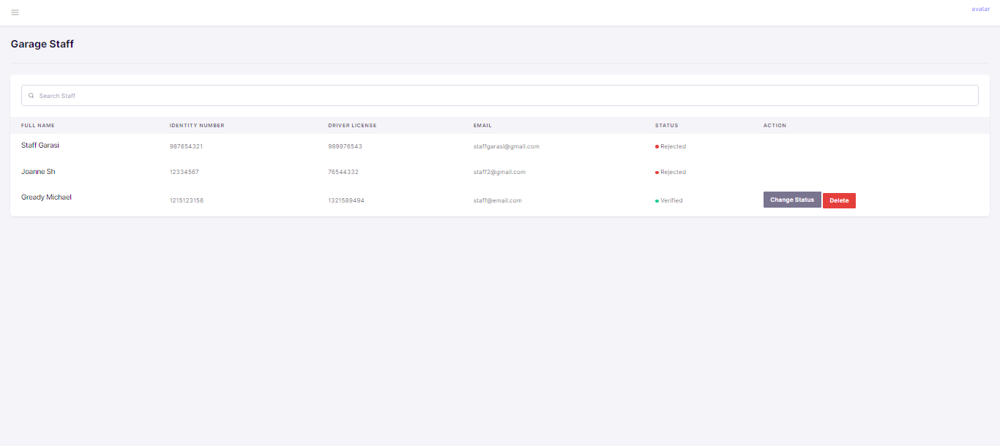 avatar
Garage Staff
Search Staff
FULL NAME IDENTITY NUMBER DRIVER LICENSE EMAIL STATUS ACTION
Staff Garasi 987654321 989876543 staffgarasi@gmail.com Rejected
Joanne Sh 12334567 76544332 staff2@gmail.com Rejected
Gready Michael 1215123156 1321589494 staff@email.com Verified Change Status Delete